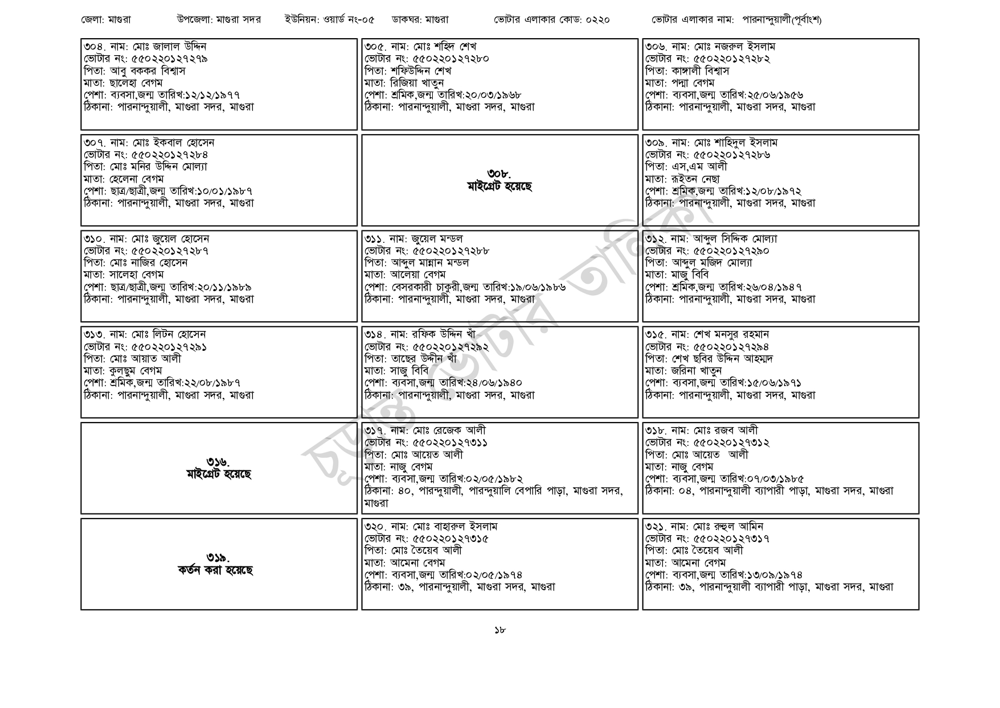 জেলা: মাগুরা উপজেলা: মাগুরা সদর ইউনিয়ন: ওয়ার্ড নং-০৫ ডাকঘর: মাগুরা ভোটার এলাকার কোড: ০২২০ ভোটার এলাকার নাম: পারনান্দুয়ালী(পূর্বাংশ)
৩০৪. নাম: মোঃ জালাল উদ্দিন
ভোটার নং: ৫৫০২২০১২৭২৭৯
পিতা: আবু বককর বিশ্বাস
মাতা: ছালেহা বেগম
পেশা: ব্যবসা,জন্ম তারিখ:১২/১২/১৯৭৭
ঠিকানা: পারনান্দুয়ালী, মাগুরা সদর, মাগুরা
৩০৫. নাম: মোঃ শহিদ শেখ
ভোটার নং: ৫৫০২২০১২৭২৮০
পিতা: শফিউদ্দিন শেখ
মাতা: রিজিয়া খাতুন
পেশা: শ্রমিক,জন্ম তারিখ:২০/০৩/১৯৬৮
ঠিকানা: পারনান্দুয়ালী, মাগুরা সদর, মাগুরা
৩০৬. নাম: মোঃ নজরুল ইসলাম
ভোটার নং: ৫৫০২২০১২৭২৮২
পিতা: কাঙ্গালী বিশ্বাস
মাতা: পদ্মা বেগম
পেশা: ব্যবসা,জন্ম তারিখ:২৫/০৬/১৯৫৬
ঠিকানা: পারনান্দুয়ালী, মাগুরা সদর, মাগুরা
৩০৭. নাম: মোঃ ইকবাল হোসেন
ভোটার নং: ৫৫০২২০১২৭২৮৪
পিতা: মোঃ মনির উদ্দিন মোল্যা
মাতা: হেলেনা বেগম
পেশা: ছাত্র/ছাত্রী,জন্ম তারিখ:১০/০১/১৯৮৭
ঠিকানা: পারনান্দুয়ালী, মাগুরা সদর, মাগুরা
৩০৮.
মাইগ্রেট হয়েছে
৩০৯. নাম: মোঃ শাহিদুল ইসলাম
ভোটার নং: ৫৫০২২০১২৭২৮৬
পিতা: এস,এম আলী
মাতা: রূইতন নেছা
পেশা: শ্রমিক,জন্ম তারিখ:১২/০৮/১৯৭২
ঠিকানা: পারনান্দুয়ালী, মাগুরা সদর, মাগুরা
৩১০. নাম: মোঃ জুয়েল হোসেন
ভোটার নং: ৫৫০২২০১২৭২৮৭
পিতা: মোঃ নাজির হোসেন
মাতা: সালেহা বেগম
পেশা: ছাত্র/ছাত্রী,জন্ম তারিখ:২০/১১/১৯৮৯
ঠিকানা: পারনান্দুয়ালী, মাগুরা সদর, মাগুরা
৩১১. নাম: জুয়েল মন্ডল
ভোটার নং: ৫৫০২২০১২৭২৮৮
পিতা: আব্দুল মান্নান মন্ডল
মাতা: আলেয়া বেগম
পেশা: বেসরকারী চাকুরী,জন্ম তারিখ:১৯/০৬/১৯৮৬
ঠিকানা: পারনান্দুয়ালী, মাগুরা সদর, মাগুরা
৩১২. নাম: আব্দুল সিদ্দিক মোল্যা
ভোটার নং: ৫৫০২২০১২৭২৯০
পিতা: আব্দুল মজিদ মোল্যা
মাতা: মাজু বিবি
পেশা: শ্রমিক,জন্ম তারিখ:২৬/০৪/১৯৪৭
ঠিকানা: পারনান্দুয়ালী, মাগুরা সদর, মাগুরা
৩১৩. নাম: মোঃ লিটন হোসেন
ভোটার নং: ৫৫০২২০১২৭২৯১
পিতা: মোঃ আয়াত আলী
মাতা: কুলছুম বেগম
পেশা: শ্রমিক,জন্ম তারিখ:২২/০৮/১৯৮৭
ঠিকানা: পারনান্দুয়ালী, মাগুরা সদর, মাগুরা
৩১৪. নাম: রফিক উদ্দিন খাঁ
ভোটার নং: ৫৫০২২০১২৭২৯২
পিতা: তাছের উদ্দীন খাঁ
মাতা: সাজু বিবি
পেশা: ব্যবসা,জন্ম তারিখ:২৪/০৬/১৯৪০
ঠিকানা: পারনান্দুয়ালী, মাগুরা সদর, মাগুরা
৩১৫. নাম: শেখ মনসুর রহমান
ভোটার নং: ৫৫০২২০১২৭২৯৪
পিতা: শেখ ছবির উদ্দিন আহম্মদ
মাতা: জরিনা খাতুন
পেশা: ব্যবসা,জন্ম তারিখ:১৫/০৬/১৯৭১
ঠিকানা: পারনান্দুয়ালী, মাগুরা সদর, মাগুরা
৩১৬.
মাইগ্রেট হয়েছে
৩১৭. নাম: মোঃ রেজেক আলী
ভোটার নং: ৫৫০২২০১২৭৩১১
পিতা: মোঃ আয়েত আলী
মাতা: নাজু বেগম
পেশা: ব্যবসা,জন্ম তারিখ:০২/০৫/১৯৮২
ঠিকানা: ৪০, পারন্দুয়ালী, পারন্দুয়ালি বেপারি পাড়া, মাগুরা সদর,
মাগুরা
৩১৮. নাম: মোঃ রজব আলী
ভোটার নং: ৫৫০২২০১২৭৩১২
পিতা: মোঃ আয়েত আলী
মাতা: নাজু বেগম
পেশা: ব্যবসা,জন্ম তারিখ:০৭/০৩/১৯৮৫
ঠিকানা: ০৪, পারনান্দুয়ালী ব্যাপারী পাড়া, মাগুরা সদর, মাগুরা
৩১৯.
কর্তন করা হয়েছে
৩২০. নাম: মোঃ বাহারুল ইসলাম
ভোটার নং: ৫৫০২২০১২৭৩১৫
পিতা: মোঃ তৈয়েব আলী
মাতা: আমেনা বেগম
পেশা: ব্যবসা,জন্ম তারিখ:০২/০৫/১৯৭৪
ঠিকানা: ৩৯, পারনান্দুয়ালী, মাগুরা সদর, মাগুরা
৩২১. নাম: মোঃ রুহুল আমিন
ভোটার নং: ৫৫০২২০১২৭৩১৭
পিতা: মোঃ তৈয়েব আলী
মাতা: আমেনা বেগম
পেশা: ব্যবসা,জন্ম তারিখ:১৩/০৯/১৯৭৪
ঠিকানা: ৩৯, পারনান্দুয়ালী ব্যাপারী পাড়া, মাগুরা সদর, মাগুরা
চূড়ান্ত ভোটার তালিকা
১৮